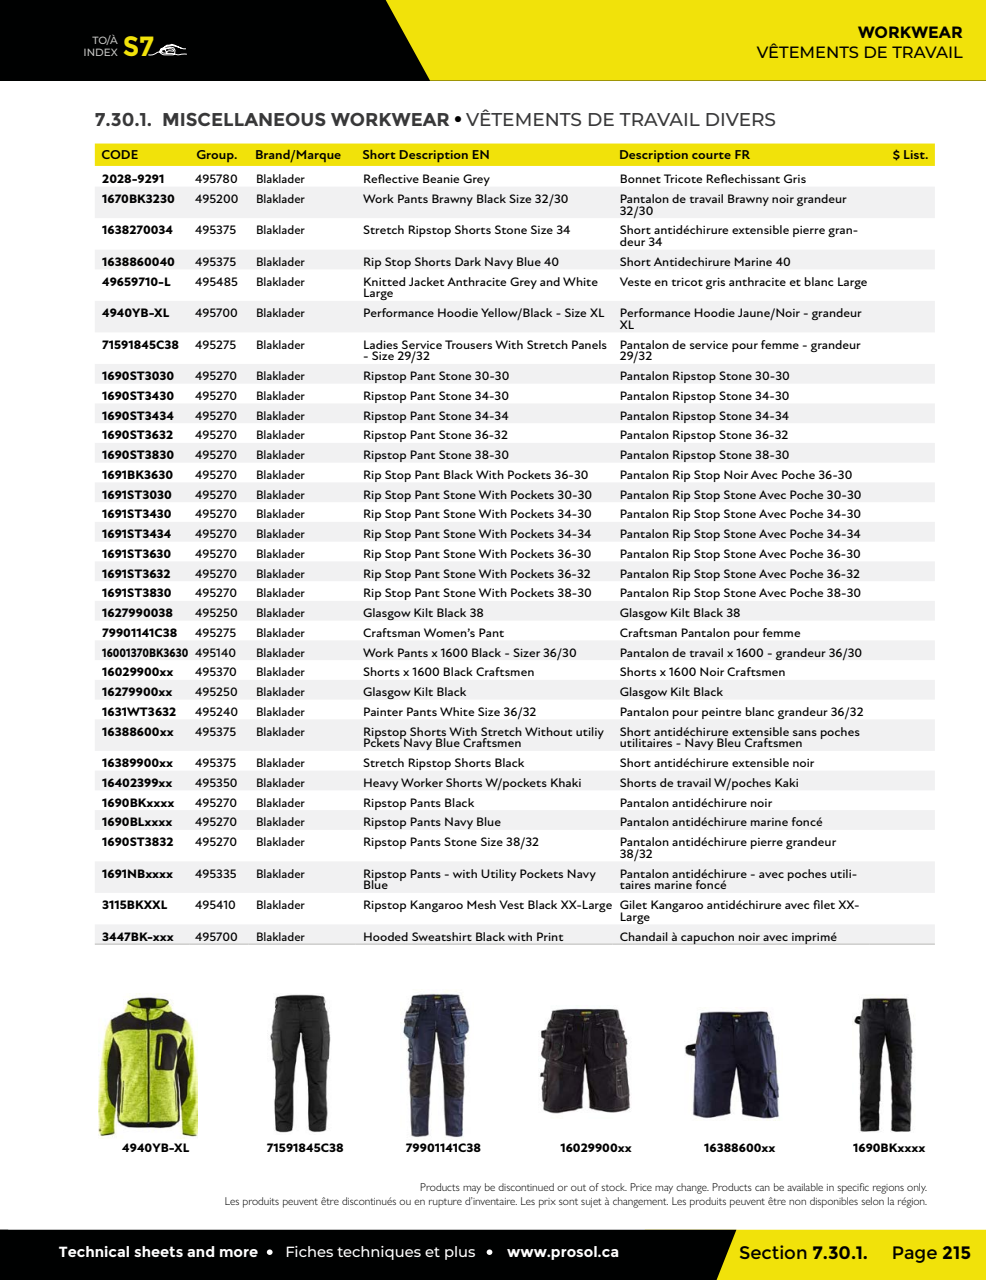 TO/À
INDEX S7
WORKWEAR
VÊTEMENTS DE TRAVAIL
7.30.1. MISCELLANEOUS WORKWEAR • VÊTEMENTS DE TRAVAIL DIVERS
CODE Group. Brand/Marque Short Description EN Description courte FR $ List.
2028-9291 495780 Blaklader Reflective Beanie Grey Bonnet Tricote Reflechissant Gris
1670BK3230 495200 Blaklader Work Pants Brawny Black Size 32/30 Pantalon de travail Brawny noir grandeur
32/30
1638270034 495375 Blaklader Stretch Ripstop Shorts Stone Size 34 Short antidéchirure extensible pierre gran-
deur 34
1638860040 495375 Blaklader Rip Stop Shorts Dark Navy Blue 40 Short Antidechirure Marine 40
49659710-L 495485 Blaklader Knitted Jacket Anthracite Grey and White Veste en tricot gris anthracite et blanc Large
Large
4940YB-XL 495700 Blaklader Performance Hoodie Yellow/Black - Size XL Performance Hoodie Jaune/Noir - grandeur
XL
71591845C38 495275 Blaklader Ladies Service Trousers With Stretch Panels Pantalon de service pour femme - grandeur
- Size 29/32 29/32
1690ST3030 495270 Blaklader Ripstop Pant Stone 30-30 Pantalon Ripstop Stone 30-30
1690ST3430 495270 Blaklader Ripstop Pant Stone 34-30 Pantalon Ripstop Stone 34-30
1690ST3434 495270 Blaklader Ripstop Pant Stone 34-34 Pantalon Ripstop Stone 34-34
1690ST3632 495270 Blaklader Ripstop Pant Stone 36-32 Pantalon Ripstop Stone 36-32
1690ST3830 495270 Blaklader Ripstop Pant Stone 38-30 Pantalon Ripstop Stone 38-30
1691BK3630 495270 Blaklader Rip Stop Pant Black With Pockets 36-30 Pantalon Rip Stop Noir Avec Poche 36-30
1691ST3030 495270 Blaklader Rip Stop Pant Stone With Pockets 30-30 Pantalon Rip Stop Stone Avec Poche 30-30
1691ST3430 495270 Blaklader Rip Stop Pant Stone With Pockets 34-30 Pantalon Rip Stop Stone Avec Poche 34-30
1691ST3434 495270 Blaklader Rip Stop Pant Stone With Pockets 34-34 Pantalon Rip Stop Stone Avec Poche 34-34
1691ST3630 495270 Blaklader Rip Stop Pant Stone With Pockets 36-30 Pantalon Rip Stop Stone Avec Poche 36-30
1691ST3632 495270 Blaklader Rip Stop Pant Stone With Pockets 36-32 Pantalon Rip Stop Stone Avec Poche 36-32
1691ST3830 495270 Blaklader Rip Stop Pant Stone With Pockets 38-30 Pantalon Rip Stop Stone Avec Poche 38-30
1627990038 495250 Blaklader Glasgow Kilt Black 38 Glasgow Kilt Black 38
79901141C38 495275 Blaklader Craftsman Women's Pant Craftsman Pantalon pour femme
16001370BK3630 495140 Blaklader Work Pants x 1600 Black - Sizer 36/30 Pantalon de travail x 1600 - grandeur 36/30
16029900xx 495370 Blaklader Shorts x 1600 Black Craftsmen Shorts x 1600 Noir Craftsmen
16279900xx 495250 Blaklader Glasgow Kilt Black Glasgow Kilt Black
1631WT3632 495240 Blaklader Painter Pants White Size 36/32 Pantalon pour peintre blanc grandeur 36/32
16388600xx 495375 Blaklader Ripstop Shorts With Stretch Without utiliy Short antidéchirure extensible sans poches
Pckets Navy Blue Craftsmen utilitaires - Navy Bleu Craftsmen
16389900xx 495375 Blaklader Stretch Ripstop Shorts Black Short antidéchirure extensible noir
16402399xx 495350 Blaklader Heavy Worker Shorts W/pockets Khaki Shorts de travail W/poches Kaki
1690BKxxxx 495270 Blaklader Ripstop Pants Black Pantalon antidéchirure noir
1690BLxxxx 495270 Blaklader Ripstop Pants Navy Blue Pantalon antidéchirure marine foncé
1690ST3832 495270 Blaklader Ripstop Pants Stone Size 38/32 Pantalon antidéchirure pierre grandeur
38/32
1691NBxxxx 495335 Blaklader Ripstop Pants - with Utility Pockets Navy Pantalon antidéchirure - avec poches utili-
Blue taires marine foncé
3115BKXXL 495410 Blaklader Ripstop Kangaroo Mesh Vest Black XX-Large Gilet Kangaroo antidéchirure avec filet XX-
Large
3447BK-xxx 495700 Blaklader Hooded Sweatshirt Black with Print Chandail à capuchon noir avec imprimé
4940YB-XL 71591845C38 79901141C38 16029900xx 16388600xx 1690BKxxxx
Products may be discontinued or out of stock. Price may change. Products can be available in specific regions only.
Les produits peuvent être discontinués ou en rupture d'inventaire. Les prix sont sujet à changement. Les produits peuvent être non disponibles selon la région.
Technical sheets and more • Fiches techniques et plus • www.prosol.ca Section 7.30.1. Page 215